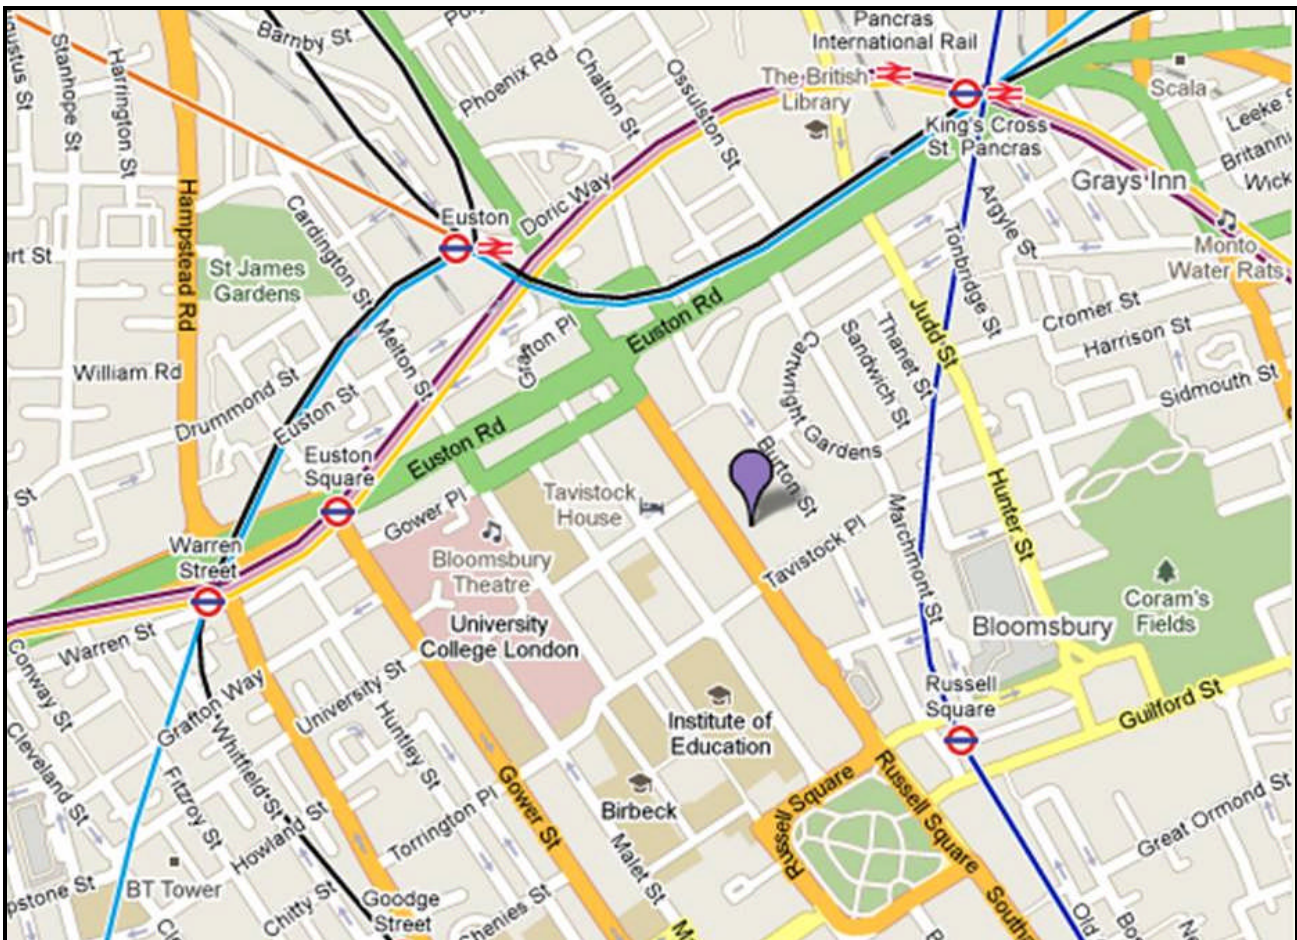 Pancras
International Rail
Barnby St
Stanhope St
Harrington St
Phoenix Rd
Chalton St
Ossulston St
The British
Library
Scala
Leeke
King's Cross
St Pancras
Grays Inn
Hampstead Rd
Cardington St
Euston
Doric Way
Argyle St
Tonbridge St
Monto
Water Rats
St James
Gardens
Euston Rd
Judd St
Cromer St
Harrison St
Melton St
Grafton Pl
Cartwright Gardens
Sandwich St
Thanet St
William Rd
Drummond St
Euston St
Sidmouth St
Euston
Square
Euston Rd
Burton St
Gower Pl
Tavistock
House
Marchmont St
Hunter St
Warren
Street
Bloomsbury
Theatre
Tavistock Pl
University
College London
Coram's
Fields
Bloomsbury
Warren St
Conway St
Grafton Way
University St
Russell
Square
Guilford St
Institute of
Education
Cleveland St
Whitfield St
Huntley St
Fitzroy St
Gower St
Birbeck
Russell Square
Russell Square
Russell
Great Ormond St
Torrington Pl
Howland St
Malet St
BT Tower
Chitty St
Goodge
Street
Chenies St
Old